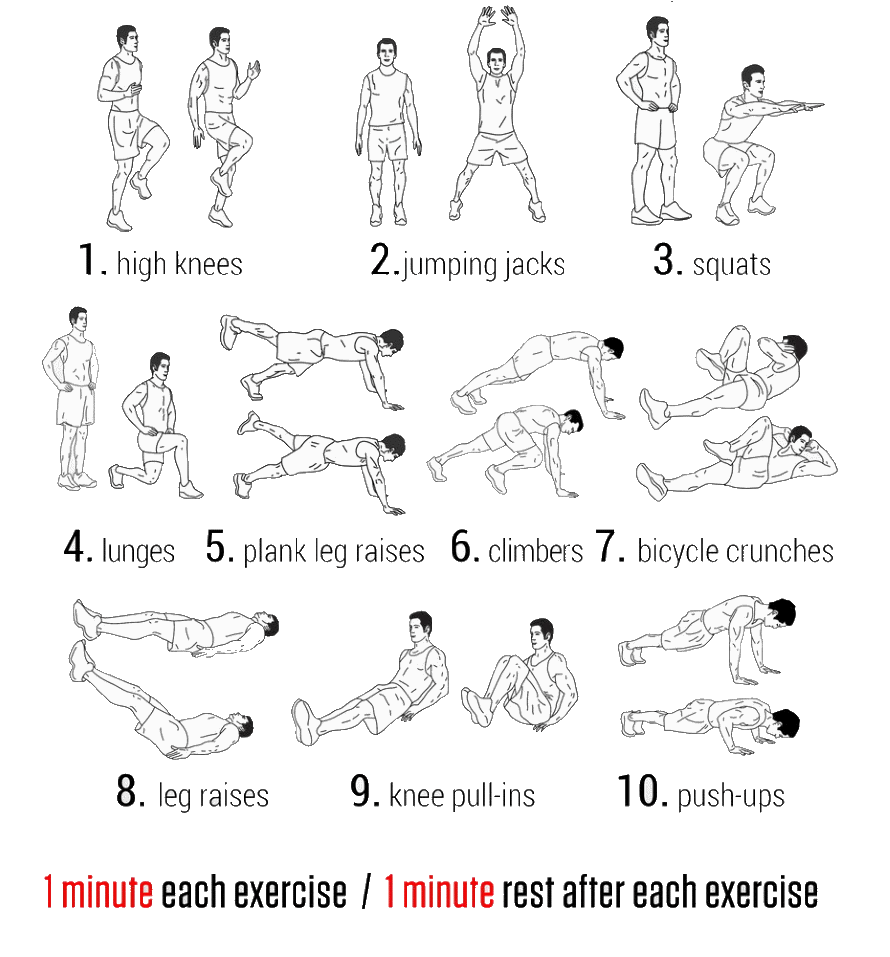 1. high knees 2.jumping jacks 3. squats
4. lunges 5. plank leg raises 6. climbers 7. bicycle crunches
8. leg raises 9. knee pull-ins 10. push-ups
1 minute each exercise / 1 minute rest after each exercise